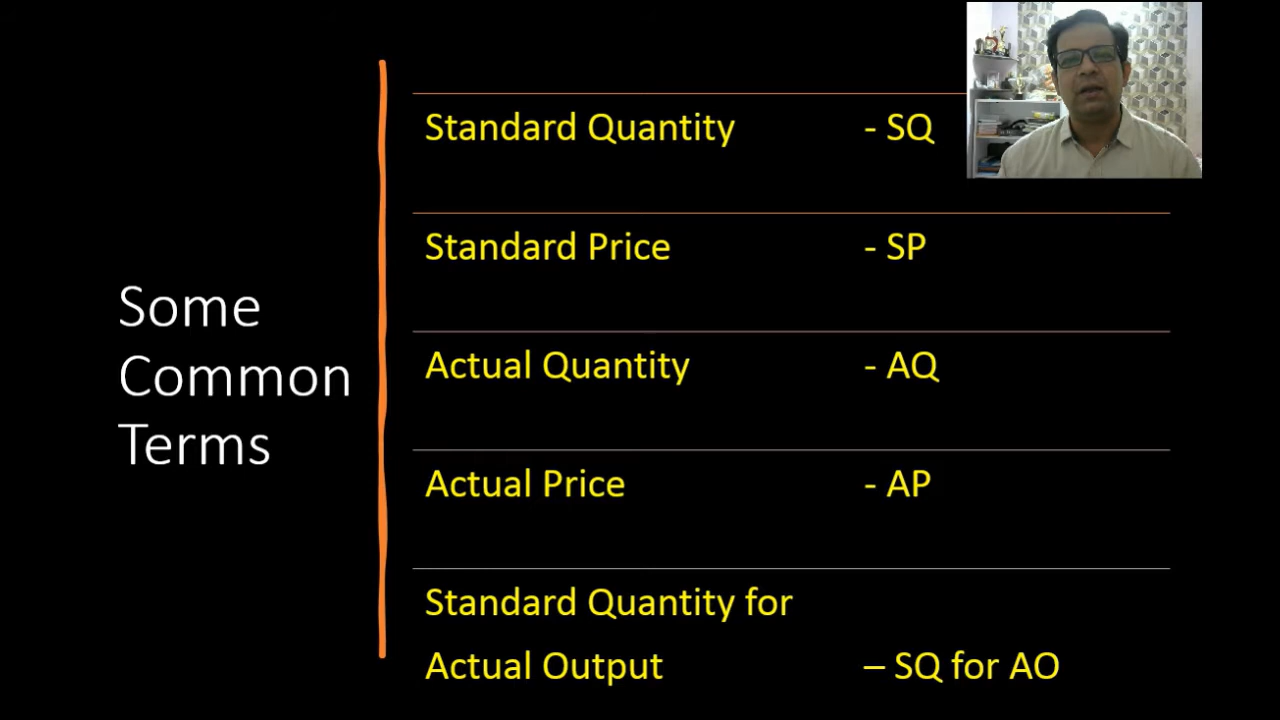 Some
Common
Terms
Standard Quantity - SQ
Standard Price - SP
Actual Quantity - AQ
Actual Price - AP
Standard Quantity for
Actual Output – SQ for AO